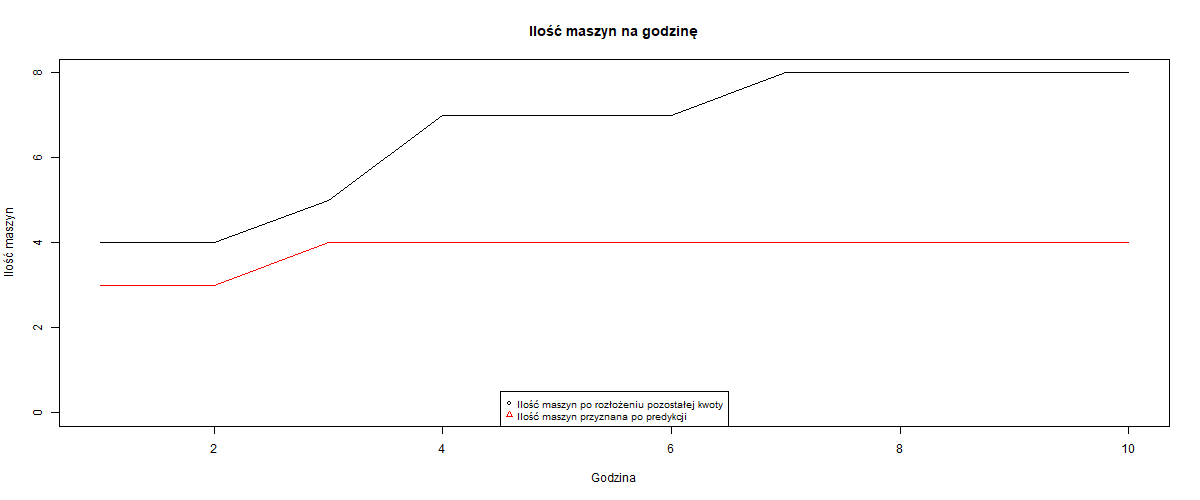 Ilość maszyn na godzinę
Ilość maszyn
8
6
4
2
0
Ilość maszyn po rozłożeniu pozostałej kwoty
Ilość maszyn przyznana po predykcji
2
4
6
8
10
Godzina